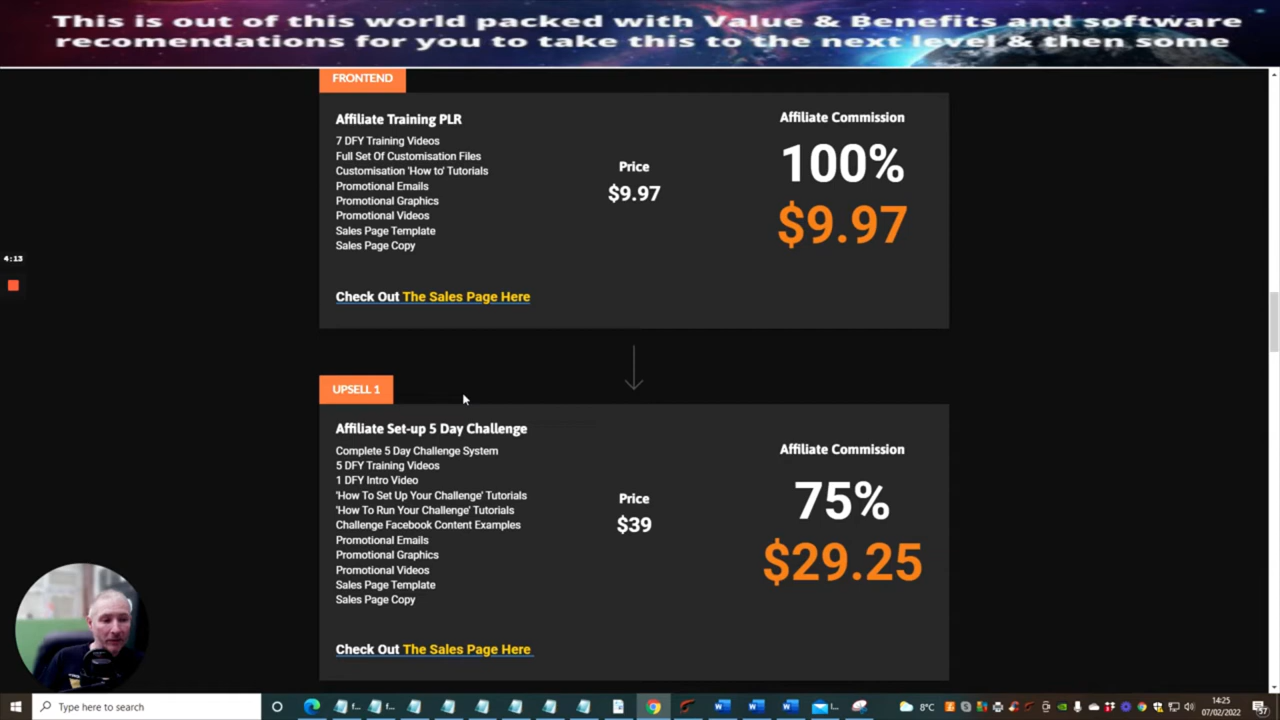 This is out of this world packed with Value & Benefits and software
recomendations for you to take this to the next level & then some
FRONTEND
Affiliate Training PLR
7 DFY Training Videos
Full Set Of Customisation Files
Customisation 'How to' Tutorials
Promotional Emails
Promotional Graphics
Promotional Videos
Sales Page Template
Sales Page Copy
Check Out The Sales Page Here
Price
$9.97
Affiliate Commission
100%
$9.97
4:13
UPSELL 1
Affiliate Set-up 5 Day Challenge
Complete 5 Day Challenge System
5 DFY Training Videos
1 DFY Intro Video
'How To Set Up Your Challenge' Tutorials
'How To Run Your Challenge' Tutorials
Challenge Facebook Content Examples
Promotional Emails
Promotional Graphics
Promotional Videos
Sales Page Template
Sales Page Copy
Check Out The Sales Page Here
Price
$39
Affiliate Commission
75%
$29.25
Type here to search
8°C
14:25
07/02/2022